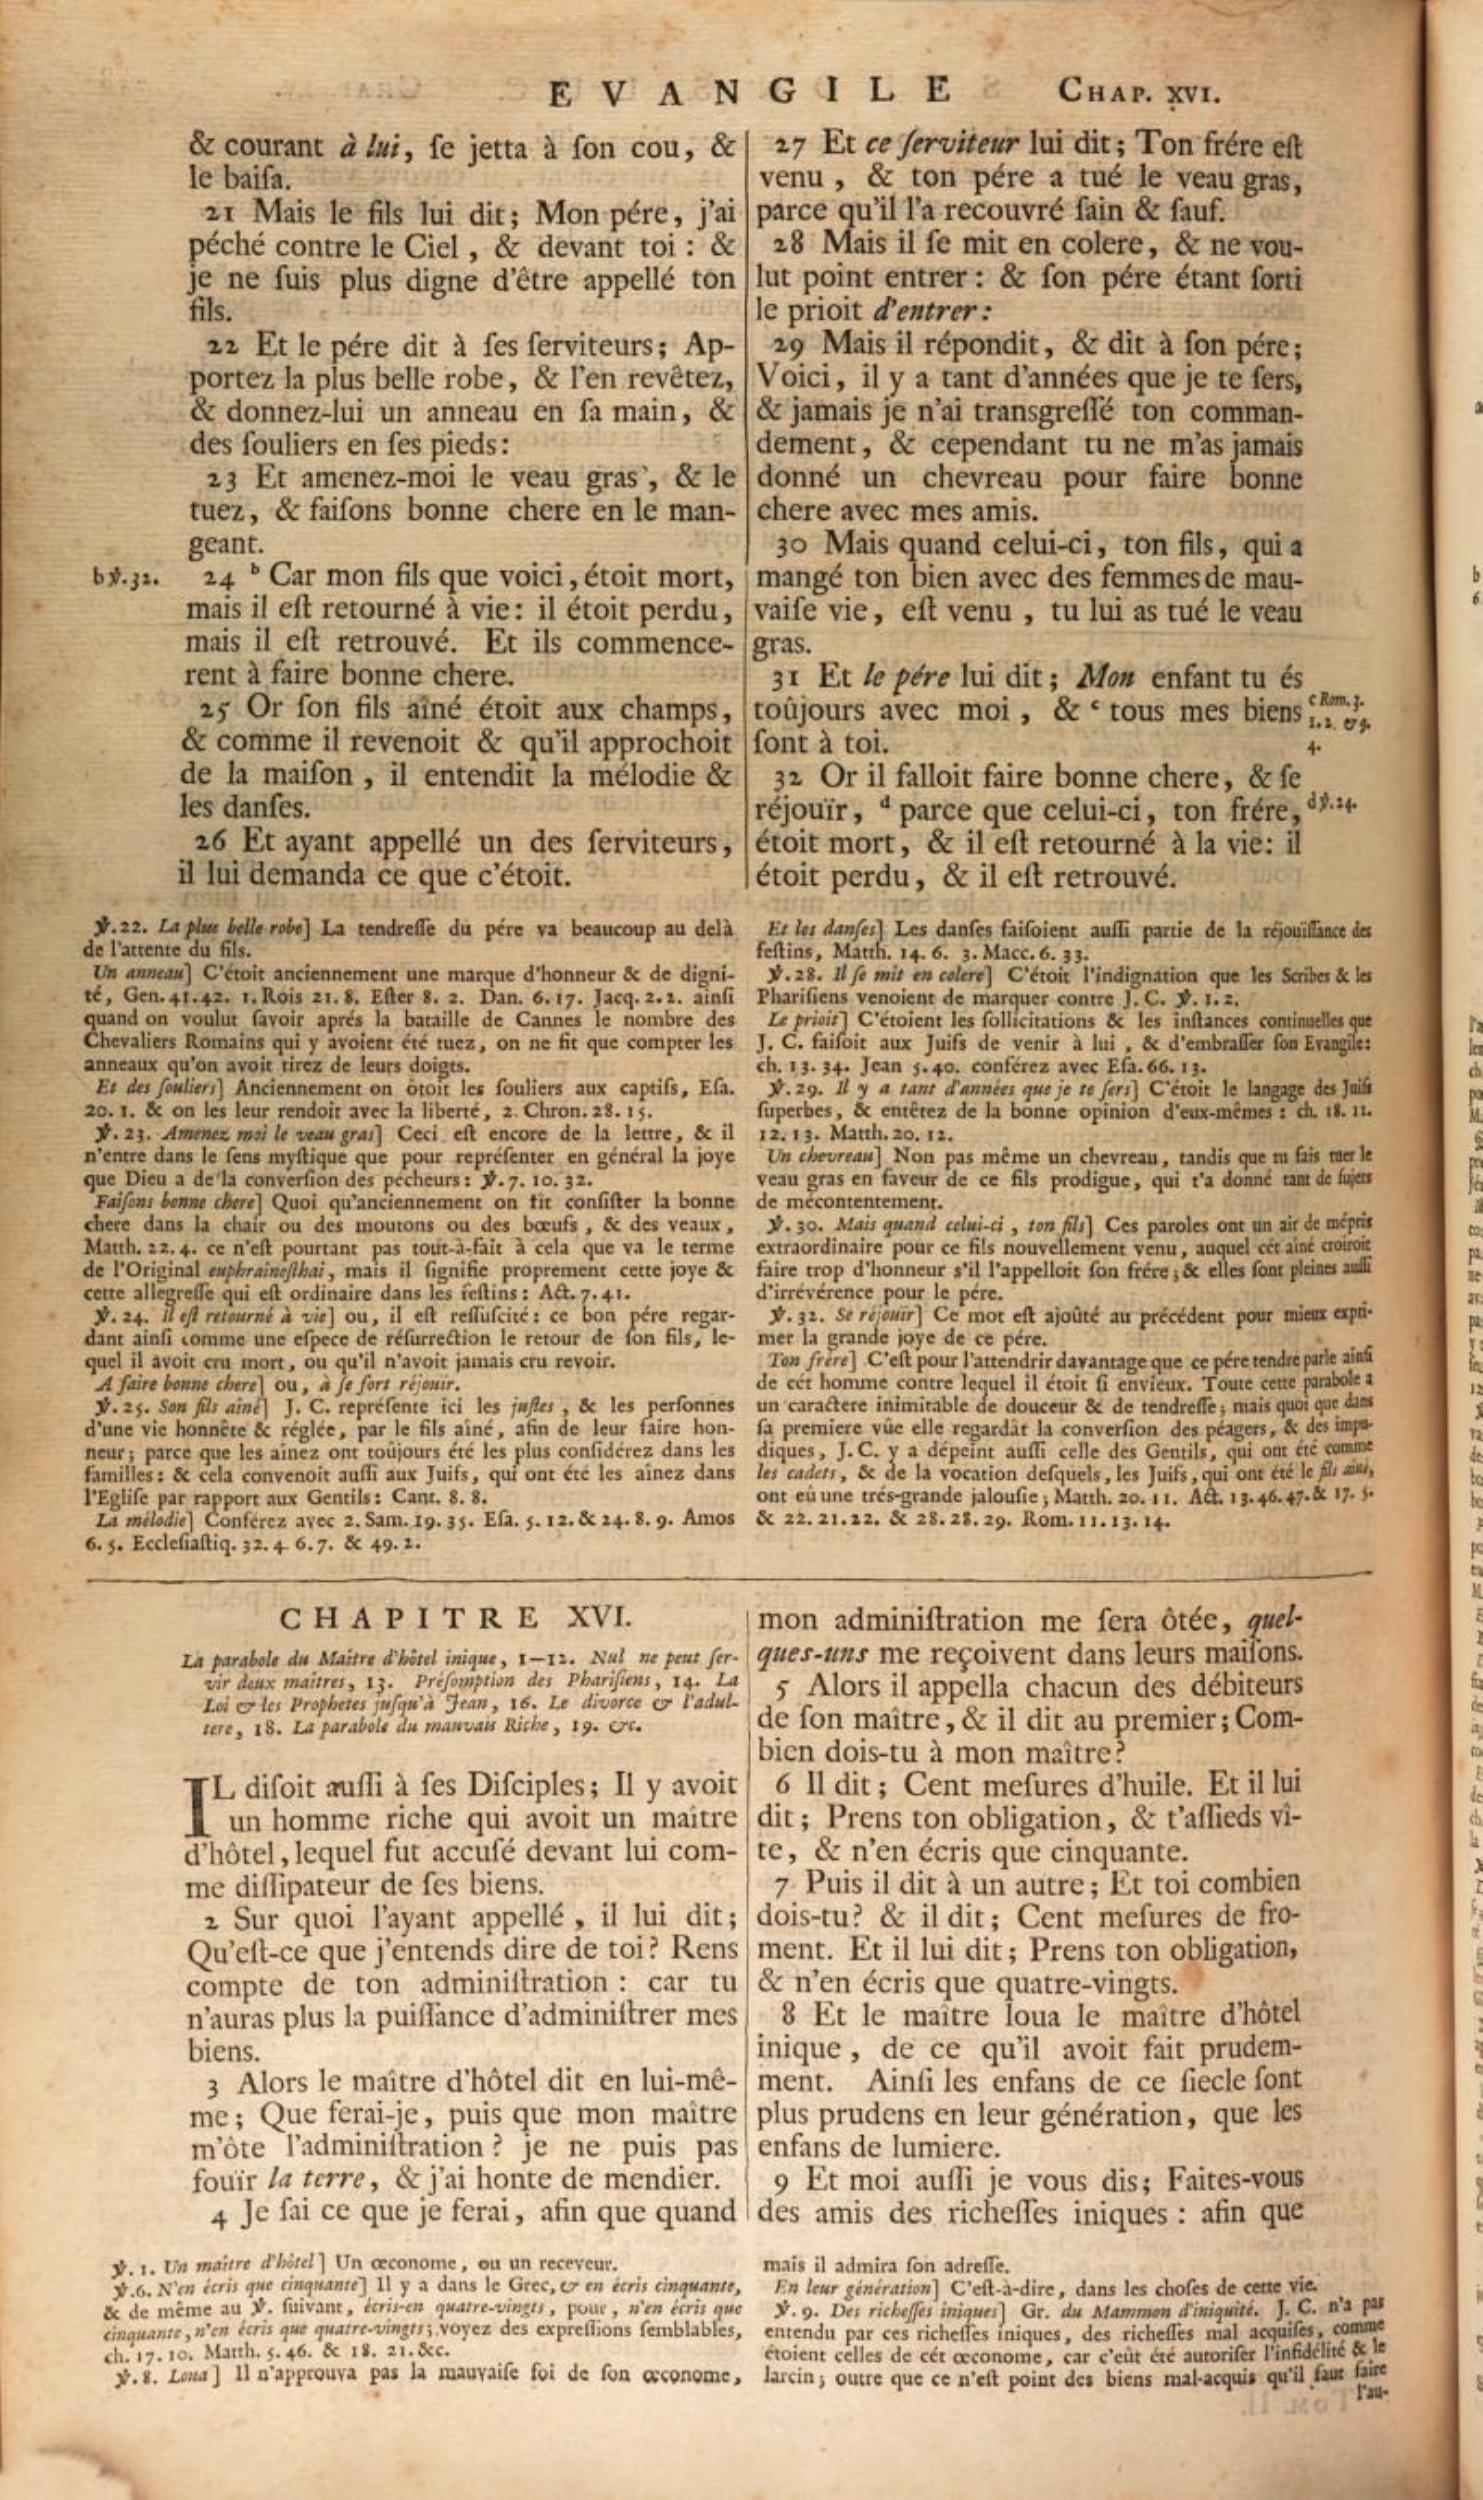 EVANGILE CHAP. XVI.
& courant à lui, ſe jetta à ſon cou, &
le baiſa.
21 Mais le fils lui dit; Mon pére, j'ai
péché contre le Ciel, & devant toi : &
je ne ſuis plus digne d'être appellé ton
fils.
22 Et le pére dit à ſes ſerviteurs; Ap-
portez la plus belle robe, & l'en revêtez,
& donnez-lui un anneau en ſa main, &
des ſouliers en ſes pieds:
23 Et amenez-moi le veau gras, & le
tuez, & faiſons bonne chere en le man-
geant.
b ℣.32. 24 ᵇ Car mon fils que voici, étoit mort,
mais il eſt retourné à vie: il étoit perdu,
mais il eſt retrouvé. Et ils commence-
rent à faire bonne chere.
25 Or ſon fils aîné étoit aux champs,
& comme il revenoit & qu'il approchoit
de la maiſon, il entendit la mélodie &
les danſes.
26 Et ayant appellé un des ſerviteurs,
il lui demanda ce que c'étoit.
27 Et ce ſerviteur lui dit; Ton frére eſt
venu, & ton pére a tué le veau gras,
parce qu'il l'a recouvré ſain & ſauf.
28 Mais il ſe mit en colere, & ne vou-
lut point entrer: & ſon pére étant ſorti
le prioit d'entrer:
29 Mais il répondit, & dit à ſon pére;
Voici, il y a tant d'années que je te ſers,
& jamais je n'ai transgreſſé ton comman-
dement, & cependant tu ne m'as jamais
donné un chevreau pour faire bonne
chere avec mes amis.
30 Mais quand celui-ci, ton fils, qui a
mangé ton bien avec des femmes de mau-
vaiſe vie, eſt venu, tu lui as tué le veau
gras.
31 Et le pére lui dit; Mon enfant tu és
toûjours avec moi, & ᶜ tous mes biens
ſont à toi.
c Rom. 3.
1.2. & 9.
4.
32 Or il falloit faire bonne chere, & ſe
réjouïr, ᵈ parce que celui-ci, ton frére, d ℣.24.
étoit mort, & il eſt retourné à la vie: il
étoit perdu, & il eſt retrouvé.
℣.22. La plus belle robe] La tendreſſe du pére va beaucoup au delà
de l'attente du fils.
Un anneau] C'étoit anciennement une marque d'honneur & de digni-
té, Gen. 41.42. 1. Rois 21. 8. Eſter 8. 2. Dan. 6. 17. Jacq. 2. 2. ainſi
quand on voulut ſavoir aprés la bataille de Cannes le nombre des
Chevaliers Romains qui y avoient été tuez, on ne fit que compter les
anneaux qu'on avoit tirez de leurs doigts.
Et des ſouliers] Anciennement on ôtoit les ſouliers aux captifs, Eſa.
20. 1. & on les leur rendoit avec la liberté, 2. Chron. 28. 15.
℣. 23. Amenez moi le veau gras] Ceci eſt encore de la lettre, & il
n'entre dans le ſens myſtique que pour repréſenter en général la joye
que Dieu a de la converſion des pécheurs: ℣. 7. 10. 32.
Faiſons bonne chere] Quoi qu'anciennement on fit conſiſter la bonne
chere dans la chair ou des moutons ou des bœufs, & des veaux,
Matth. 22. 4. ce n'eſt pourtant pas tout-à-fait à cela que va le terme
de l'Original euphraineſthai, mais il ſignifie proprement cette joye &
cette allegreſſe qui eſt ordinaire dans les feſtins: Act. 7. 41.
℣. 24. Il eſt retourné à vie] ou, il eſt reſſuſcité: ce bon pére regar-
dant ainſi comme une eſpece de réſurrection le retour de ſon fils, le-
quel il avoit cru mort, ou qu'il n'avoit jamais cru revoir.
A faire bonne chere] ou, à ſe fort réjouir.
℣. 25. Son fils aîné] J. C. repréſente ici les juſtes, & les perſonnes
d'une vie honnête & réglée, par le fils aîné, afin de leur faire hon-
neur; parce que les aînez ont toûjours été les plus conſidérez dans les
familles: & cela convenoit auſſi aux Juifs, qui ont été les aînez dans
l'Egliſe par rapport aux Gentils: Cant. 8. 8.
La mélodie] Conférez avec 2. Sam. 19. 35. Eſa. 5. 12. & 24. 8. 9. Amos
6. 5. Eccleſiaſtiq. 32. 4. 6. 7. & 49. 2.
Et les danſes] Les danſes faiſoient auſſi partie de la réjouïſſance des
feſtins, Matth. 14. 6. 3. Macc. 6. 33.
℣. 28. Il ſe mit en colere] C'étoit l'indignation que les Scribes & les
Phariſiens venoient de marquer contre J. C. ℣. 1. 2.
Le prioit] C'étoient les ſollicitations & les inſtances continuelles que
J. C. faiſoit aux Juifs de venir à lui, & d'embraſſer ſon Evangile:
ch. 13. 34. Jean 5. 40. conférez avec Eſa. 66. 13.
℣. 29. Il y a tant d'années que je te ſers] C'étoit le langage des Juifs
ſuperbes, & entêtez de la bonne opinion d'eux-mêmes: ch. 18. 11.
12. 13. Matth. 20. 12.
Un chevreau] Non pas même un chevreau, tandis que tu fais tuer le
veau gras en faveur de ce fils prodigue, qui t'a donné tant de ſujets
de mécontentement.
℣. 30. Mais quand celui-ci, ton fils] Ces paroles ont un air de mépris
extraordinaire pour ce fils nouvellement venu, auquel cét aîné croiroit
faire trop d'honneur s'il l'appelloit ſon frére; & elles ſont pleines auſſi
d'irrévérence pour le pére.
℣. 32. Se réjouïr] Ce mot eſt ajoûté au précédent pour mieux expri-
mer la grande joye de ce pére.
Ton frére] C'eſt pour l'attendrir davantage que ce pére tendre parle ainſi
de cét homme contre lequel il étoit ſi envieux. Toute cette parabole a
un caractere inimitable de douceur & de tendreſſe; mais quoi que dans
ſa premiere vûe elle regardât la converſion des péagers, & des impu-
diques, J. C. y a dépeint auſſi celle des Gentils, qui ont été comme
les cadets, & de la vocation deſquels, les Juifs, qui ont été le fils aîné,
ont eû une trés-grande jalouſie; Matth. 20. 11. Act. 13. 46. 47. & 17. 5.
& 22. 21. 22. & 28. 28. 29. Rom. 11. 13. 14.
CHAPITRE XVI.
La parabole du Maître d'hôtel inique, 1—12. Nul ne peut ſer-
vir deux maîtres, 13. Préſomption des Phariſiens, 14. La
Loi & les Prophetes juſqu'à Jean, 16. Le divorce & l'adul-
tere, 18. La parabole du mauvais Riche, 19. &c.
IL diſoit auſſi à ſes Diſciples; Il y avoit
un homme riche qui avoit un maître
d'hôtel, lequel fut accuſé devant lui com-
me diſſipateur de ſes biens.
2 Sur quoi l'ayant appellé, il lui dit;
Qu'eſt-ce que j'entends dire de toi? Rens
compte de ton adminiſtration : car tu
n'auras plus la puiſſance d'adminiſtrer mes
biens.
3 Alors le maître d'hôtel dit en lui-mê-
me; Que ferai-je, puis que mon maître
m'ôte l'adminiſtration? je ne puis pas
fouïr la terre, & j'ai honte de mendier.
4 Je ſai ce que je ferai, afin que quand
mon adminiſtration me ſera ôtée, quel-
ques-uns me reçoivent dans leurs maiſons.
5 Alors il appella chacun des débiteurs
de ſon maître, & il dit au premier; Com-
bien dois-tu à mon maître?
6 Il dit; Cent meſures d'huile. Et il lui
dit; Prens ton obligation, & t'aſſieds vî-
te, & n'en écris que cinquante.
7 Puis il dit à un autre; Et toi combien
dois-tu? & il dit; Cent meſures de fro-
ment. Et il lui dit; Prens ton obligation,
& n'en écris que quatre-vingts.
8 Et le maître loua le maître d'hôtel
inique, de ce qu'il avoit fait prudem-
ment. Ainſi les enfans de ce ſiecle ſont
plus prudens en leur génération, que les
enfans de lumiere.
9 Et moi auſſi je vous dis; Faites-vous
des amis des richeſſes iniques : afin que
℣. 1. Un maître d'hôtel] Un œconome, ou un receveur.
℣.6. N'en écris que cinquante] Il y a dans le Grec, & en écris cinquante,
& de même au ℣. ſuivant, écris-en quatre-vingts, pour, n'en écris que
cinquante, n'en écris que quatre-vingts; voyez des expreſſions ſemblables,
ch. 17. 10. Matth. 5. 46. & 18. 21. &c.
℣. 8. Loua] Il n'approuva pas la mauvaiſe foi de ſon œconome,
mais il admira ſon adreſſe.
En leur génération] C'eſt-à-dire, dans les choſes de cette vie.
℣. 9. Des richeſſes iniques] Gr. du Mammon d'iniquité. J. C. n'a pas
entendu par ces richeſſes iniques, des richeſſes mal acquiſes, comme
étoient celles de cét œconome, car c'eût été autoriſer l'infidélité & le
larcin; outre que ce n'eſt point des biens mal-acquis qu'il faut faire
l'au-